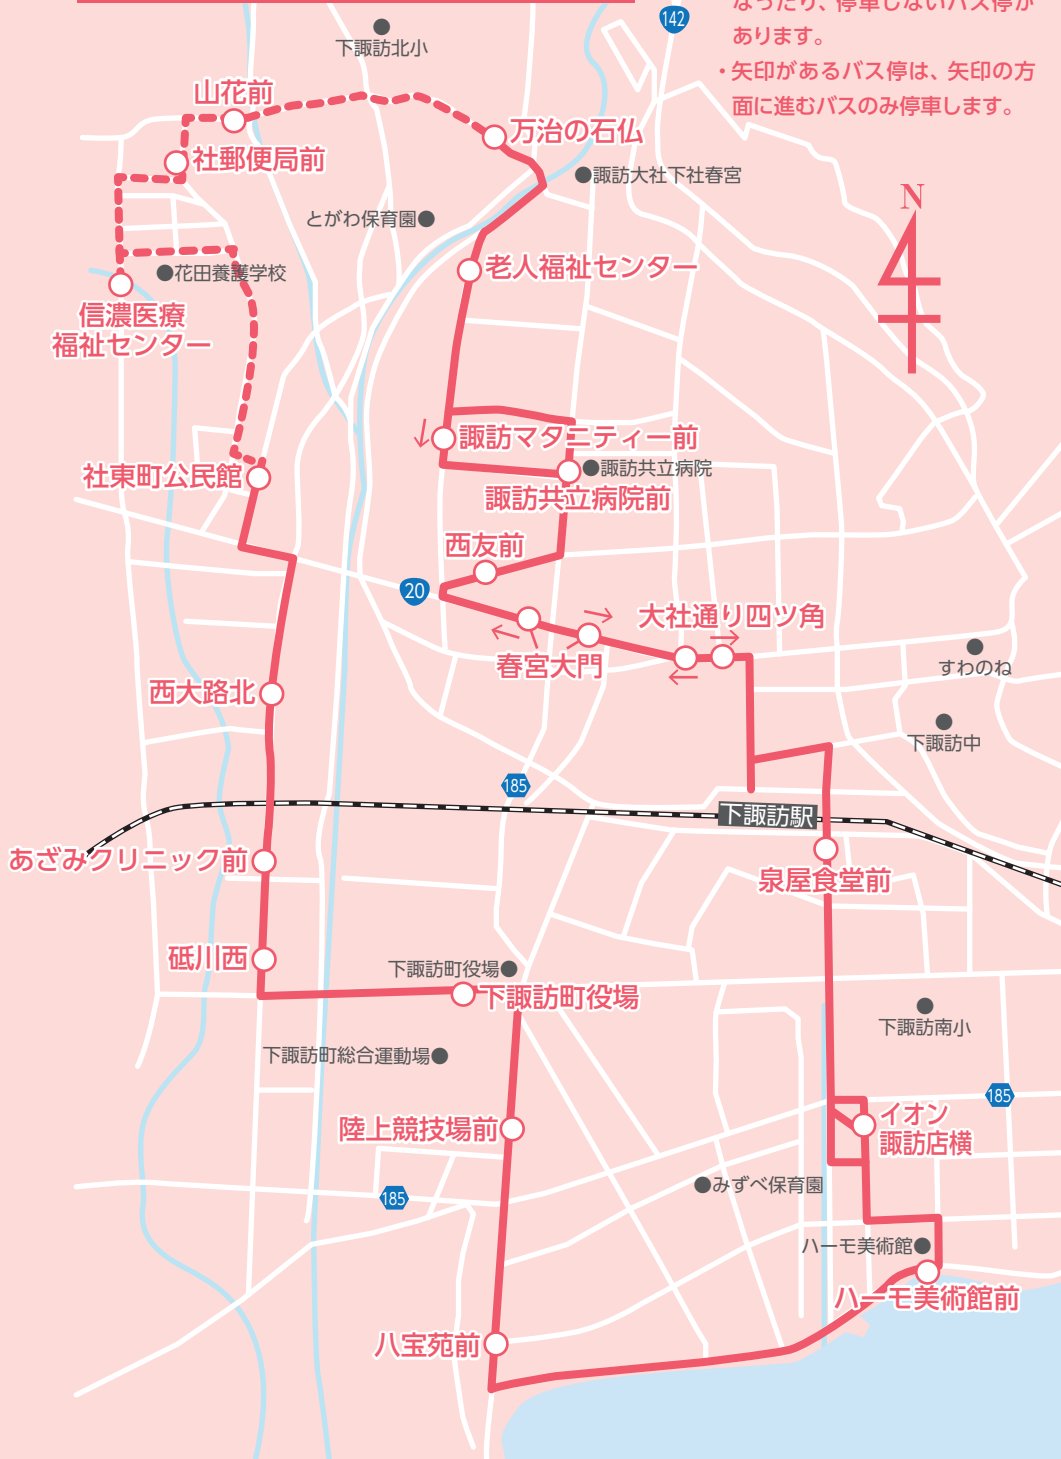 なったり、停車しないバス停が
あります。
・矢印があるバス停は、矢印の方
面に進むバスのみ停車します。
142
下諏訪北小
山花前
万治の石仏
社郵便局前
諏訪大社下社春宮
N
とがわ保育園
花田養護学校
老人福祉センター
信濃医療
福祉センター
諏訪マタニティー前
社東町公民館
諏訪共立病院
諏訪共立病院前
西友前
20
大社通り四ツ角
春宮大門
すわのね
西大路北
下諏訪中
185
下諏訪駅
あざみクリニック前
泉屋食堂前
砥川西
下諏訪町役場
下諏訪町役場
下諏訪南小
下諏訪町総合運動場
185
イオン
諏訪店横
陸上競技場前
みずべ保育園
185
ハーモ美術館
ハーモ美術館前
八宝苑前